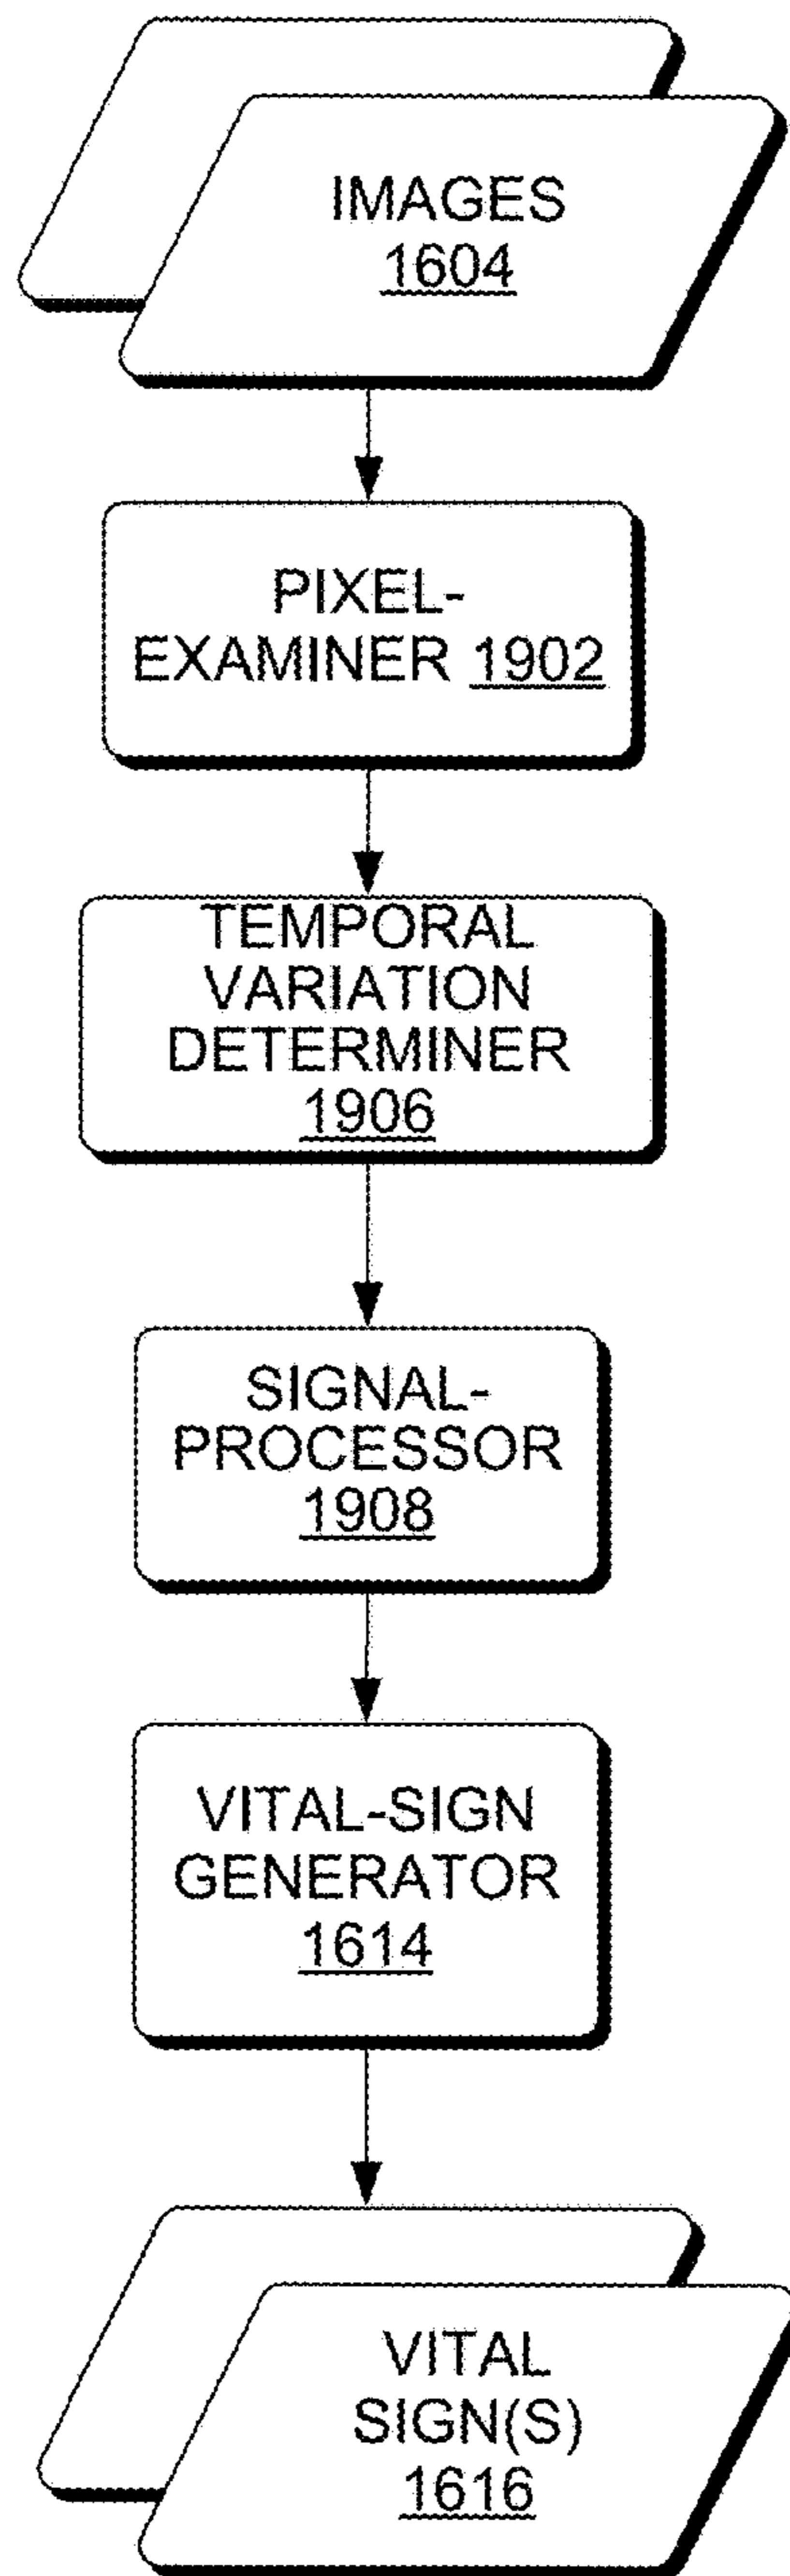 IMAGES
1604
PIXEL-
EXAMINER 1902
TEMPORAL
VARIATION
DETERMINER
1906
SIGNAL-
PROCESSOR
1908
VITAL-SIGN
GENERATOR
1614
VITAL
SIGN(S)
1616